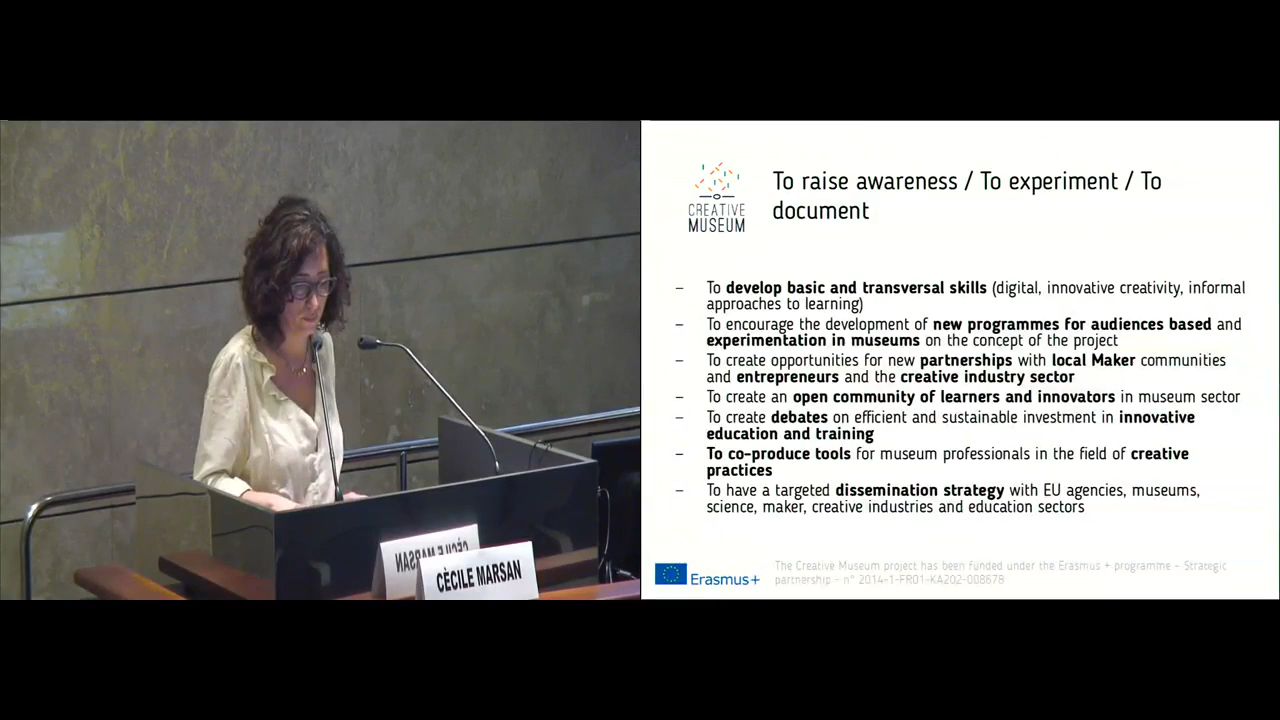 CÈCILE MARSAN
CREATIVE
MUSEUM
To raise awareness / To experiment / To
document
– To develop basic and transversal skills (digital, innovative creativity, informal
approaches to learning)
– To encourage the development of new programmes for audiences based and
experimentation in museums on the concept of the project
– To create opportunities for new partnerships with local Maker communities
and entrepreneurs and the creative industry sector
– To create an open community of learners and innovators in museum sector
– To create debates on efficient and sustainable investment in innovative
education and training
– To co-produce tools for museum professionals in the field of creative
practices
– To have a targeted dissemination strategy with EU agencies, museums,
science, maker, creative industries and education sectors
Erasmus+
The Creative Museum project has been funded under the Erasmus + programme – Strategic
partnership – n° 2014-1-FR01-KA202-008678